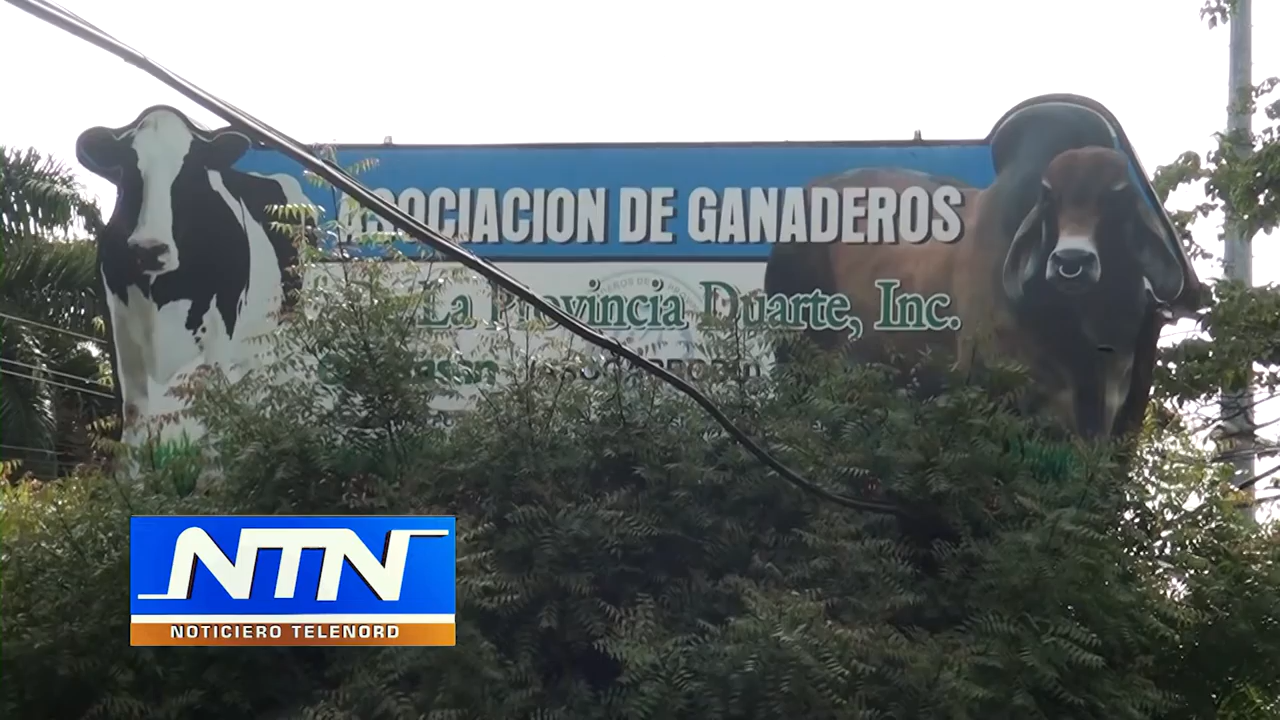 ASOCIACION DE GANADEROS
La Provincia Duarte, Inc.
NTN
NOTICIERO TELENORD